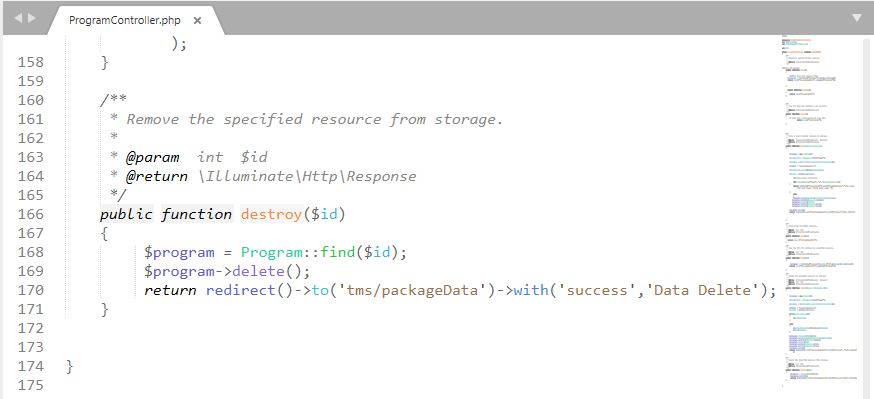 ProgramController.php ×
);
158 }
159
160 /**
161 * Remove the specified resource from storage.
162 *
163 * @param int $id
164 * @return \Illuminate\Http\Response
165 */
166 public function destroy($id)
167 {
168 $program = Program::find($id);
169 $program->delete();
170 return redirect()->to('tms/packageData')->with('success','Data Delete');
171 }
172
173
174 }
175